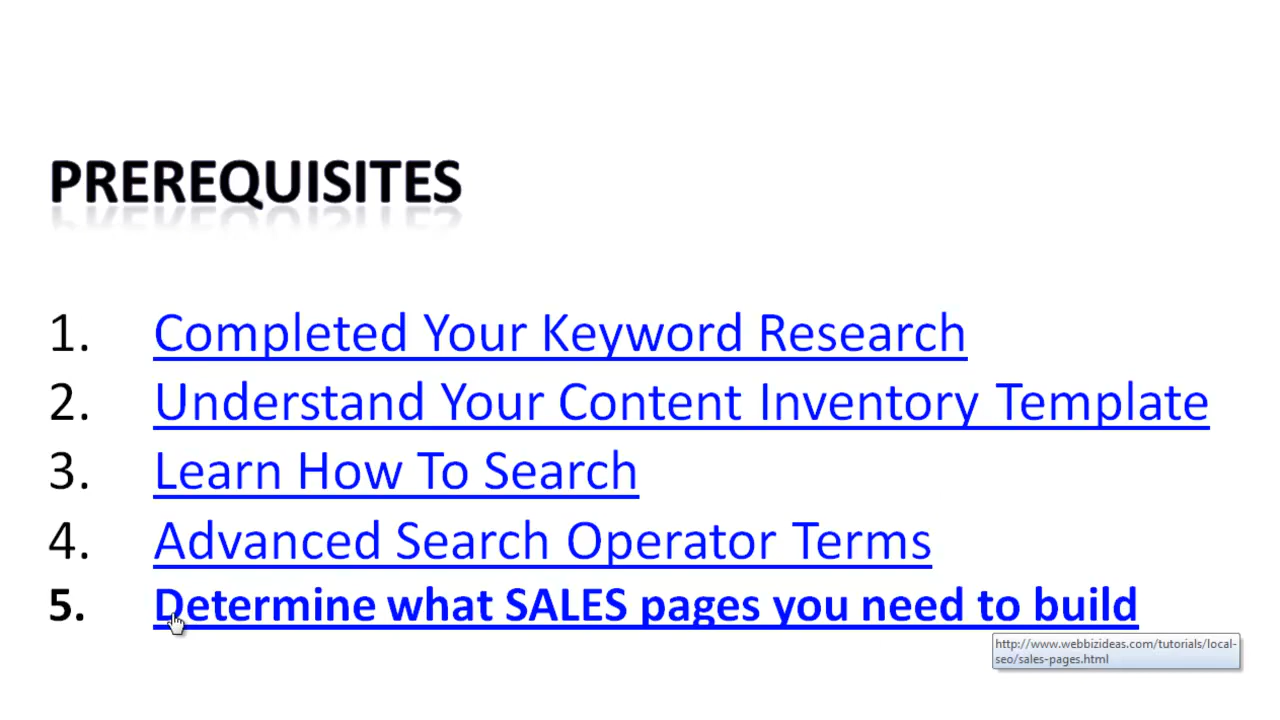 PREREQUISITES
1. Completed Your Keyword Research
2. Understand Your Content Inventory Template
3. Learn How To Search
4. Advanced Search Operator Terms
5. Determine what SALES pages you need to build
http://www.webbizideas.com/tutorials/local-
seo/sales-pages.html